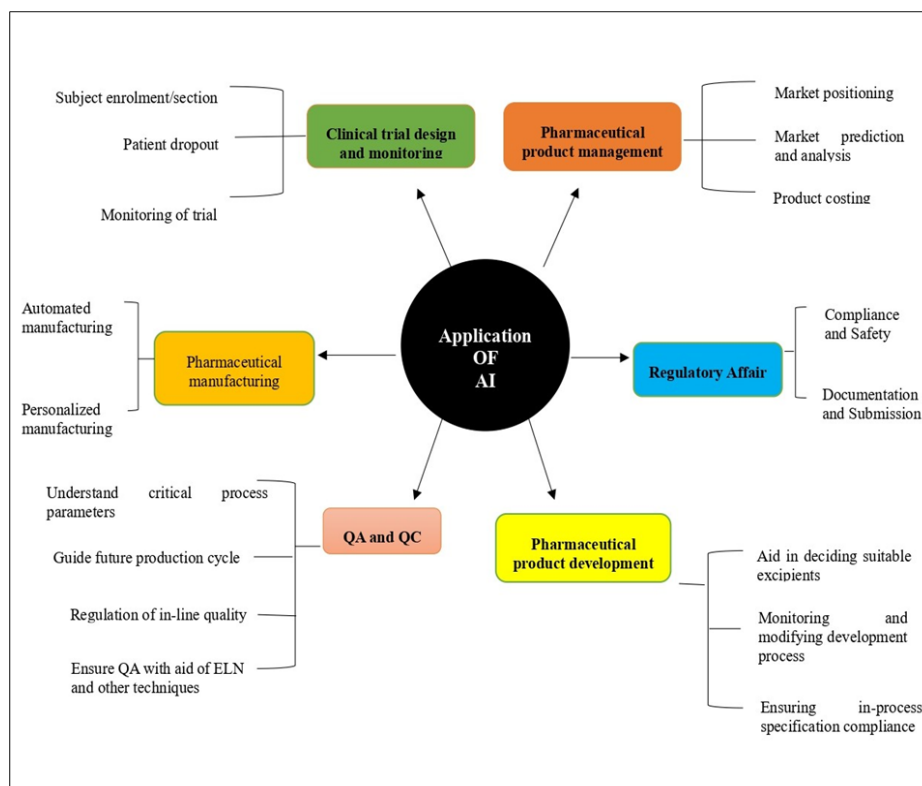 Subject enrolment/section
Patient dropout
Monitoring of trial
Clinical trial design
and monitoring
Pharmaceutical
product management
Market positioning
Market prediction
and analysis
Product costing
Automated
manufacturing
Personalized
manufacturing
Pharmaceutical
manufacturing
Application
OF
AI
Regulatory Affair
Compliance
and Safety
Documentation
and Submission
Understand critical process
parameters
Guide future production cycle
Regulation of in-line quality
Ensure QA with aid of ELN
and other techniques
QA and QC
Pharmaceutical
product development
Aid in deciding suitable
excipients
Monitoring and
modifying development
process
Ensuring in-process
specification compliance